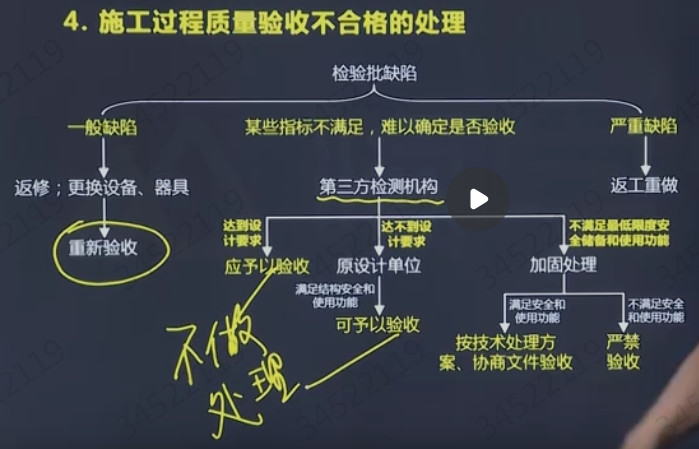 4. 施工过程质量验收不合格的处理
检验批缺陷
一般缺陷
某些指标不满足，难以确定是否验收
严重缺陷
返修；更换设备、器具
第三方检测机构
返工重做
重新验收
达到设
计要求
达不到设
计要求
不满足最低限度安
全储备和使用功能
应予以验收
原设计单位
加固处理
满足结构安全和
使用功能
满足安全和
使用功能
不满足安全
和使用功能
可予以验收
按技术处理方
案、协商文件验收
严禁
验收
不做
处理
34522119